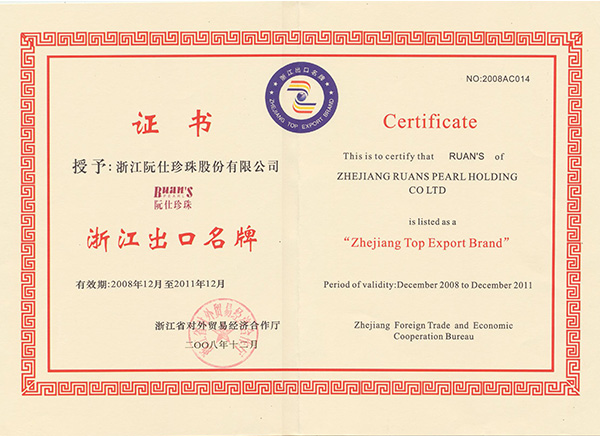 证书
授予:浙江阮仕珍珠股份有限公司
RUAN'S
PEARL
阮仕珍珠
浙江出口名牌
有效期:2008年12月至2011年12月
浙江省对外贸易经济合作厅
二〇〇八年十二月
浙江出口名牌
ZHEJIANG TOP EXPORT BRAND
NO:2008AC014
Certificate
This is to certify that RUAN'S of
ZHEJIANG RUANS PEARL HOLDING
CO LTD
is listed as a
“Zhejiang Top Export Brand”
Period of validity:December 2008 to December 2011
Zhejiang Foreign Trade and Economic
Cooperation Bureau